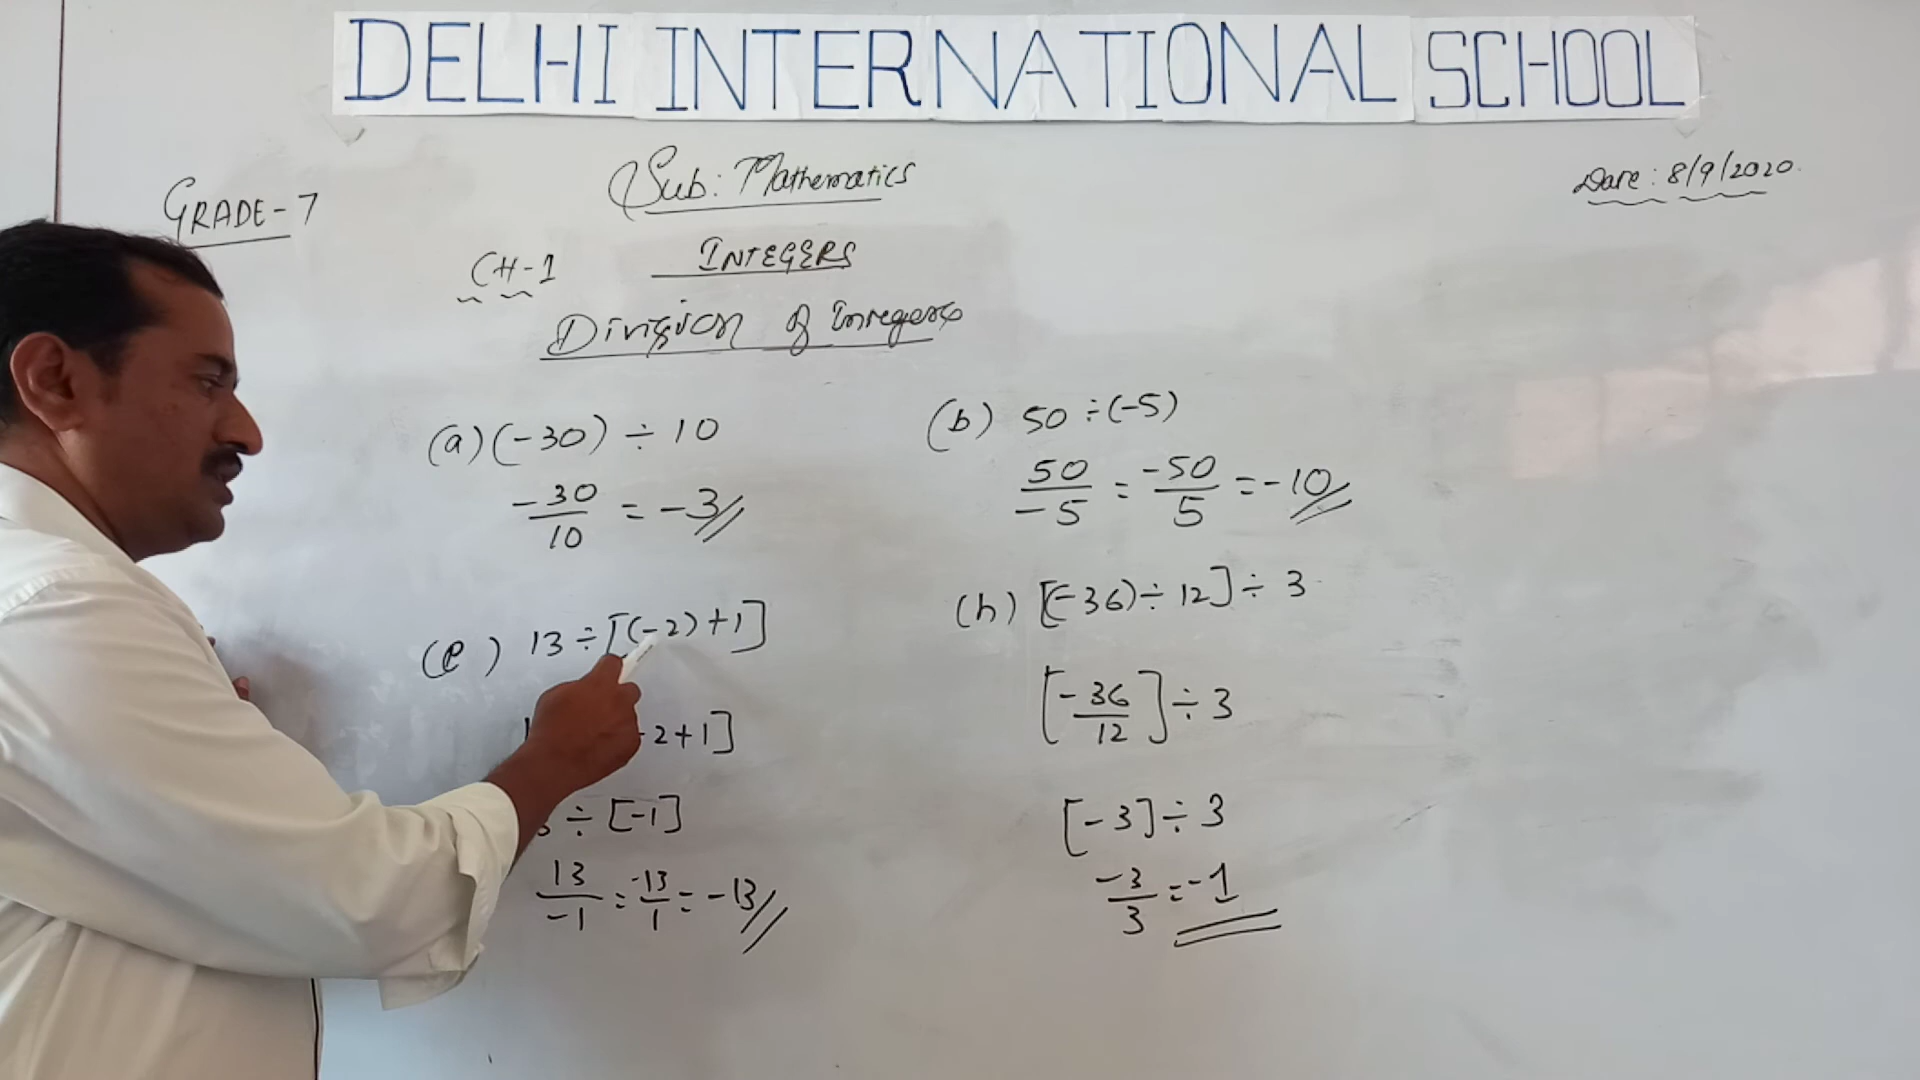 DELHI INTERNATIONAL SCHOOL
GRADE-7
Sub: Mathematics
Date: 8/9/2020.
CH-1
INTEGERS
Division of Integers
(a) (-30) ÷ 10
-30/10 = -3
(b) 50 ÷ (-5)
50/-5 = -50/5 = -10
(e) 13 ÷ [(-2)+1]
-2+1]
÷ [-1]
13/-1 = -13/1 = -13
(h) [(-36) ÷ 12] ÷ 3
[-36/12] ÷ 3
[-3] ÷ 3
-3/3 = -1